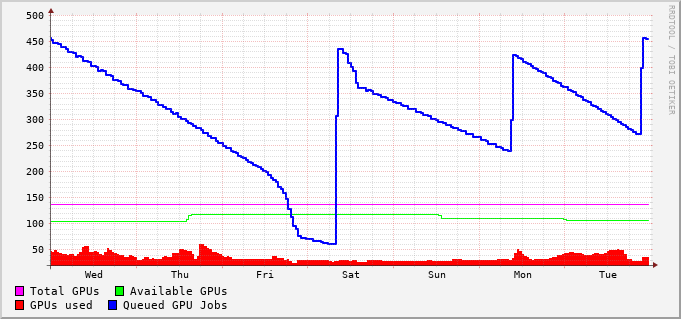 500
450
400
350
300
250
200
150
100
50
Wed Thu Fri Sat Sun Mon Tue
RRDTOOL / TOBI OETIKER
Total GPUs Available GPUs
GPUs used Queued GPU Jobs